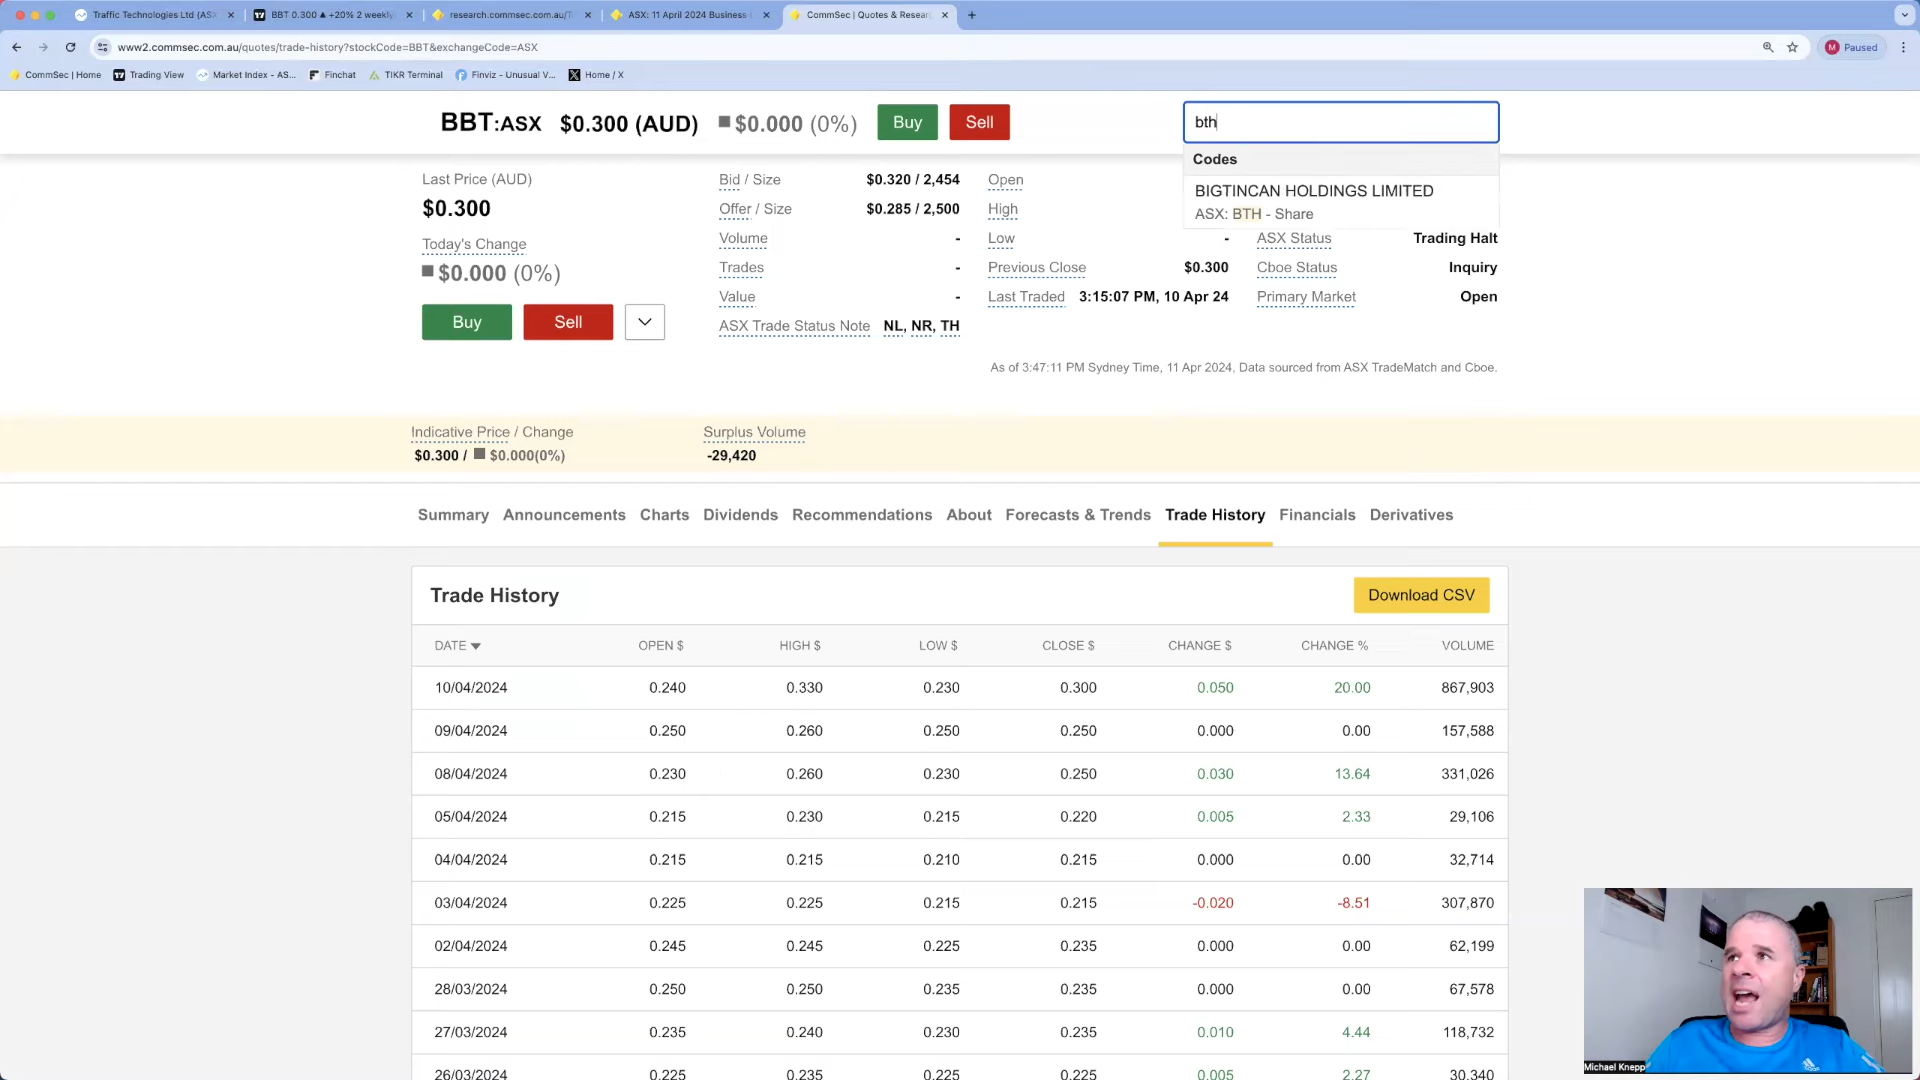 Traffic Technologies Ltd (ASX
BBT 0.300 ▲ +20% 2 weekly
research.commsec.com.au/T
ASX: 11 April 2024 Business
CommSec | Quotes & Resear
www2.commsec.com.au/quotes/trade-history?stockCode=BBT&exchangeCode=ASX
M Paused
CommSec | Home
Trading View
Market Index - AS...
Finchat
TIKR Terminal
Finviz - Unusual V...
Home / X
BBT:ASX $0.300 (AUD) $0.000 (0%) Buy Sell
bth
Codes
BIGTINCAN HOLDINGS LIMITED
ASX: BTH - Share
Last Price (AUD)
$0.300
Today's Change
$0.000 (0%)
Buy Sell
Bid / Size $0.320 / 2,454
Offer / Size $0.285 / 2,500
Volume -
Trades -
Value -
ASX Trade Status Note NL, NR, TH
Open
High
Low -
Previous Close $0.300
Last Traded 3:15:07 PM, 10 Apr 24
ASX Status Trading Halt
Cboe Status Inquiry
Primary Market Open
As of 3:47:11 PM Sydney Time, 11 Apr 2024, Data sourced from ASX TradeMatch and Cboe.
Indicative Price / Change
$0.300 / $0.000(0%)
Surplus Volume
-29,420
Summary Announcements Charts Dividends Recommendations About Forecasts & Trends Trade History Financials Derivatives
Trade History
Download CSV
DATE ▼ OPEN $ HIGH $ LOW $ CLOSE $ CHANGE $ CHANGE % VOLUME
10/04/2024 0.240 0.330 0.230 0.300 0.050 20.00 867,903
09/04/2024 0.250 0.260 0.250 0.250 0.000 0.00 157,588
08/04/2024 0.230 0.260 0.230 0.250 0.030 13.64 331,026
05/04/2024 0.215 0.230 0.215 0.220 0.005 2.33 29,106
04/04/2024 0.215 0.215 0.210 0.215 0.000 0.00 32,714
03/04/2024 0.225 0.225 0.215 0.215 -0.020 -8.51 307,870
02/04/2024 0.245 0.245 0.225 0.235 0.000 0.00 62,199
28/03/2024 0.250 0.250 0.235 0.235 0.000 0.00 67,578
27/03/2024 0.235 0.240 0.230 0.235 0.010 4.44 118,732
26/03/2024 0.225 0.235 0.225 0.225 0.005 2.27 30,340
Michael Knepp